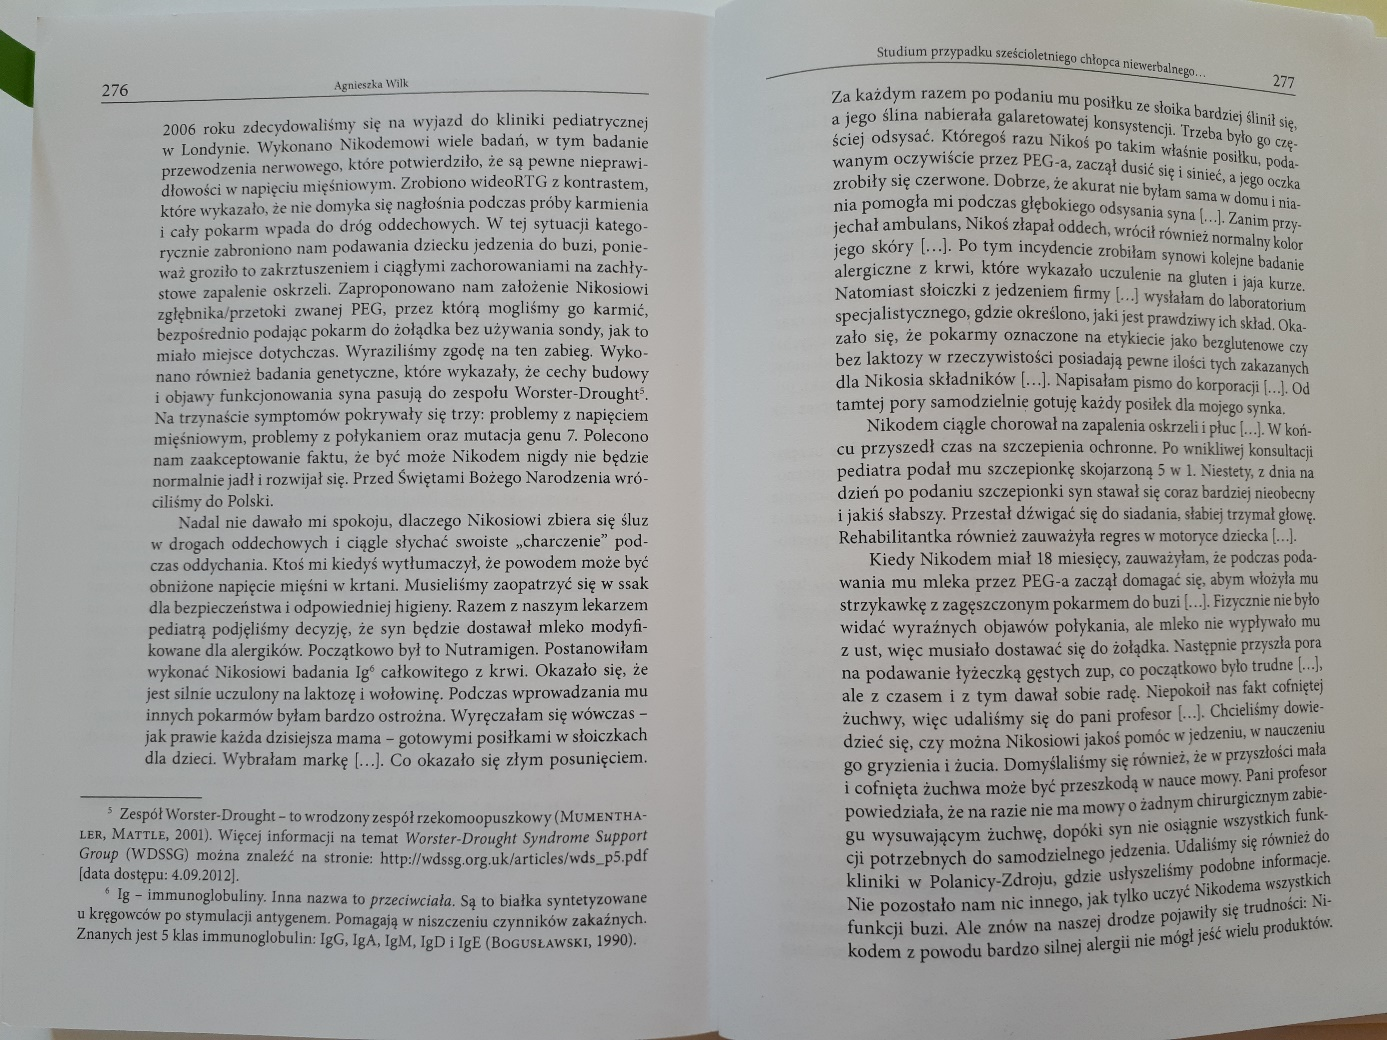 276
Agnieszka Wilk
2006 roku zdecydowaliśmy się na wyjazd do kliniki pediatrycznej
w Londynie. Wykonano Nikodemowi wiele badań, w tym badanie
przewodzenia nerwowego, które potwierdziło, że są pewne nieprawi-
dłowości w napięciu mięśniowym. Zrobiono wideoRTG z kontrastem,
które wykazało, że nie domyka się nagłośnia podczas próby karmienia
i cały pokarm wpada do dróg oddechowych. W tej sytuacji katego-
rycznie zabroniono nam podawania dziecku jedzenia do buzi, ponie-
waż groziło to zakrztuszeniem i ciągłymi zachorowaniami na zachły-
stowe zapalenie oskrzeli. Zaproponowano nam założenie Nikosiowi
zgłębnika/przetoki zwanej PEG, przez którą mogliśmy go karmić,
bezpośrednio podając pokarm do żołądka bez używania sondy, jak to
miało miejsce dotychczas. Wyraziliśmy zgodę na ten zabieg. Wyko-
nano również badania genetyczne, które wykazały, że cechy budowy
i objawy funkcjonowania syna pasują do zespołu Worster-Drought⁵.
Na trzynaście symptomów pokrywały się trzy: problemy z napięciem
mięśniowym, problemy z połykaniem oraz mutacja genu 7. Polecono
nam zaakceptowanie faktu, że być może Nikodem nigdy nie będzie
normalnie jadł i rozwijał się. Przed Świętami Bożego Narodzenia wró-
ciliśmy do Polski.
Nadal nie dawało mi spokoju, dlaczego Nikosiowi zbiera się śluz
w drogach oddechowych i ciągle słychać swoiste „charczenie” pod-
czas oddychania. Ktoś mi kiedyś wytłumaczył, że powodem może być
obniżone napięcie mięśni w krtani. Musieliśmy zaopatrzyć się w ssak
dla bezpieczeństwa i odpowiedniej higieny. Razem z naszym lekarzem
pediatrą podjęliśmy decyzję, że syn będzie dostawał mleko modyfi-
kowane dla alergików. Początkowo był to Nutramigen. Postanowiłam
wykonać Nikosiowi badania Ig⁶ całkowitego z krwi. Okazało się, że
jest silnie uczulony na laktozę i wołowinę. Podczas wprowadzania mu
innych pokarmów byłam bardzo ostrożna. Wyręczałam się wówczas –
jak prawie każda dzisiejsza mama – gotowymi posiłkami w słoiczkach
dla dzieci. Wybrałam markę [...]. Co okazało się złym posunięciem.
⁵ Zespół Worster-Drought – to wrodzony zespół rzekomoopuszkowy (MUMENTHA-
LER, MATTLE, 2001). Więcej informacji na temat Worster-Drought Syndrome Support
Group (WDSSG) można znaleźć na stronie: http://wdssg.org.uk/articles/wds_p5.pdf
[data dostępu: 4.09.2012].
⁶ Ig – immunoglobuliny. Inna nazwa to przeciwciała. Są to białka syntetyzowane
u kręgowców po stymulacji antygenem. Pomagają w niszczeniu czynników zakaźnych.
Znanych jest 5 klas immunoglobulin: IgG, IgA, IgM, IgD i IgE (BOGUSŁAWSKI, 1990).
Studium przypadku sześcioletniego chłopca niewerbalnego...
277
Za każdym razem po podaniu mu posiłku ze słoika bardziej ślinił się,
a jego ślina nabierała galaretowatej konsystencji. Trzeba było go czę-
ściej odsysać. Któregoś razu Nikoś po takim właśnie posiłku, poda-
wanym oczywiście przez PEG-a, zaczął dusić się i sinieć, a jego oczka
zrobiły się czerwone. Dobrze, że akurat nie byłam sama w domu i nia-
nia pomogła mi podczas głębokiego odsysania syna [...]. Zanim przy-
jechał ambulans, Nikoś złapał oddech, wrócił również normalny kolor
jego skóry [...]. Po tym incydencie zrobiłam synowi kolejne badanie
alergiczne z krwi, które wykazało uczulenie na gluten i jaja kurze.
Natomiast słoiczki z jedzeniem firmy [...] wysłałam do laboratorium
specjalistycznego, gdzie określono, jaki jest prawdziwy ich skład. Oka-
zało się, że pokarmy oznaczone na etykiecie jako bezglutenowe czy
bez laktozy w rzeczywistości posiadają pewne ilości tych zakazanych
dla Nikosia składników [...]. Napisałam pismo do korporacji [...]. Od
tamtej pory samodzielnie gotuję każdy posiłek dla mojego synka.
Nikodem ciągle chorował na zapalenia oskrzeli i płuc [...]. W koń-
cu przyszedł czas na szczepienia ochronne. Po wnikliwej konsultacji
pediatra podał mu szczepionkę skojarzoną 5 w 1. Niestety, z dnia na
dzień po podaniu szczepionki syn stawał się coraz bardziej nieobecny
i jakiś słabszy. Przestał dźwigać się do siadania, słabiej trzymał głowę.
Rehabilitantka również zauważyła regres w motoryce dziecka [...].
Kiedy Nikodem miał 18 miesięcy, zauważyłam, że podczas poda-
wania mu mleka przez PEG-a zaczął domagać się, abym włożyła mu
strzykawkę z zagęszczonym pokarmem do buzi [...]. Fizycznie nie było
widać wyraźnych objawów połykania, ale mleko nie wypływało mu
z ust, więc musiało dostawać się do żołądka. Następnie przyszła pora
na podawanie łyżeczką gęstych zup, co początkowo było trudne [...],
ale z czasem i z tym dawał sobie radę. Niepokoił nas fakt cofniętej
żuchwy, więc udaliśmy się do pani profesor [...]. Chcieliśmy dowie-
dzieć się, czy można Nikosiowi jakoś pomóc w jedzeniu, w nauczeniu
go gryzienia i żucia. Domyślaliśmy się również, że w przyszłości mała
i cofnięta żuchwa może być przeszkodą w nauce mowy. Pani profesor
powiedziała, że na razie nie ma mowy o żadnym chirurgicznym zabie-
gu wysuwającym żuchwę, dopóki syn nie osiągnie wszystkich funk-
cji potrzebnych do samodzielnego jedzenia. Udaliśmy się również do
kliniki w Polanicy-Zdroju, gdzie usłyszeliśmy podobne informacje.
Nie pozostało nam nic innego, jak tylko uczyć Nikodema wszystkich
funkcji buzi. Ale znów na naszej drodze pojawiły się trudności: Ni-
kodem z powodu bardzo silnej alergii nie mógł jeść wielu produktów.